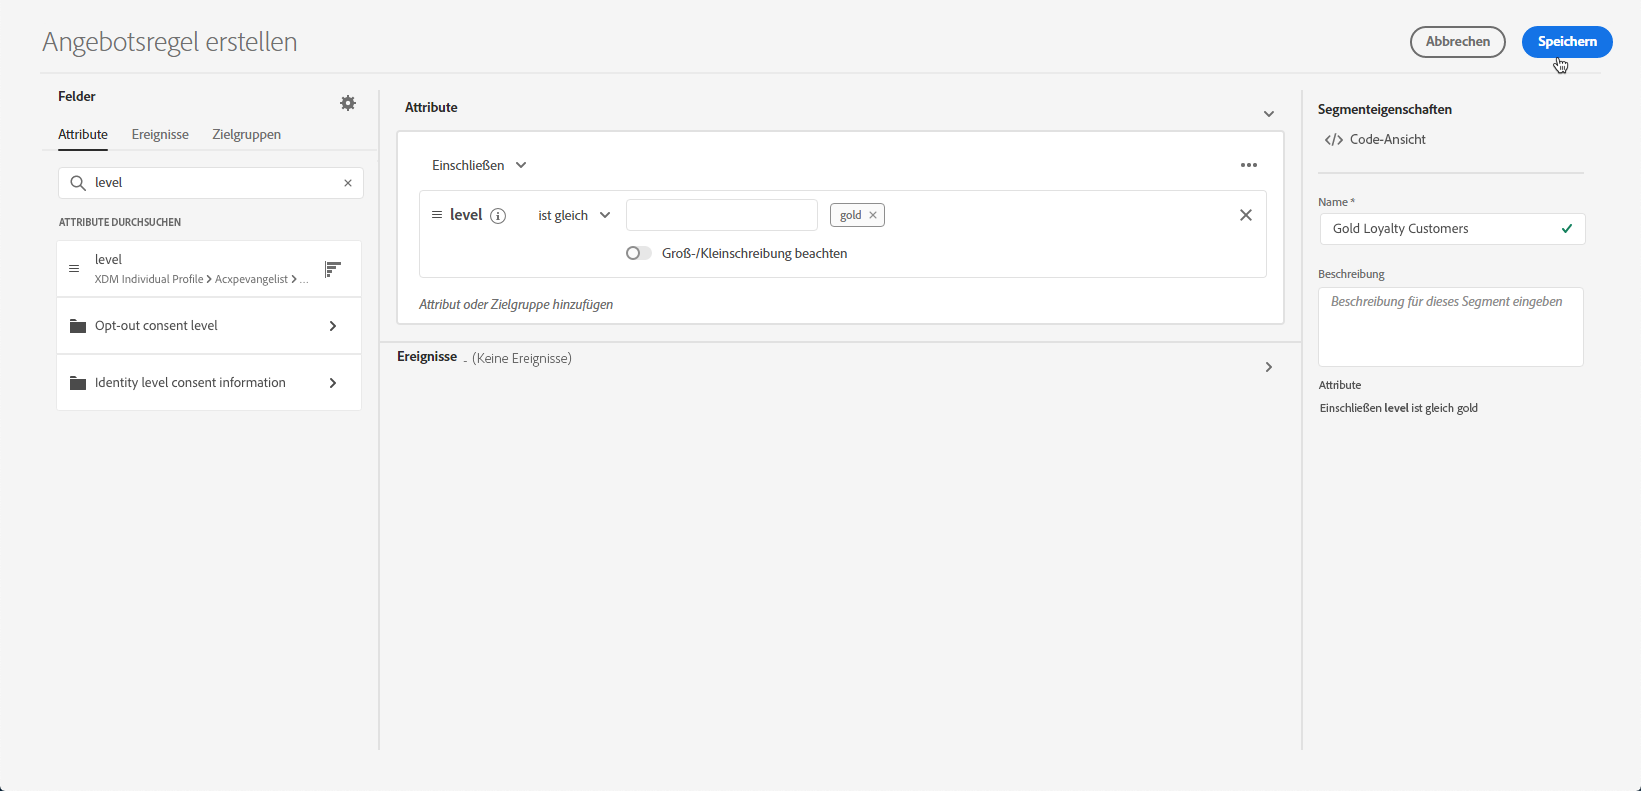 Angebotsregel erstellen
Abbrechen
Speichern
Felder
Attribute Ereignisse Zielgruppen
level
ATTRIBUTE DURCHSUCHEN
level
XDM Individual Profile > Acxpevangelist > ...
Opt-out consent level
Identity level consent information
Attribute
Einschließen
level ist gleich gold
Groß-/Kleinschreibung beachten
Attribut oder Zielgruppe hinzufügen
Ereignisse - (Keine Ereignisse)
Segmenteigenschaften
</> Code-Ansicht
Name *
Gold Loyalty Customers
Beschreibung
Beschreibung für dieses Segment eingeben
Attribute
Einschließen level ist gleich gold